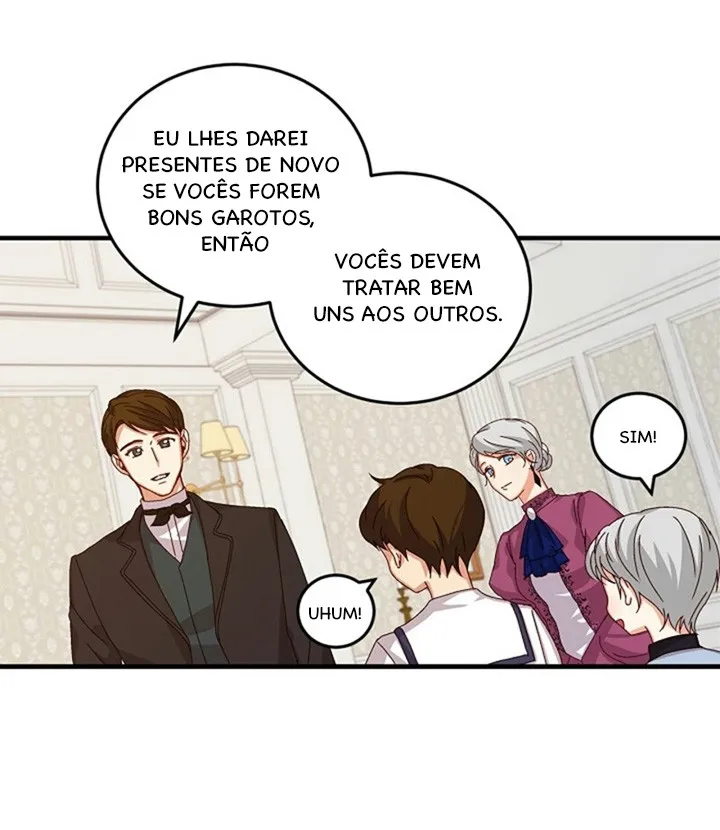 EU LHES DAREI
PRESENTES DE NOVO
SE VOCÊS FOREM
BONS GAROTOS,
ENTÃO
VOCÊS DEVEM
TRATAR BEM
UNS AOS OUTROS.
SIM!
UHUM!